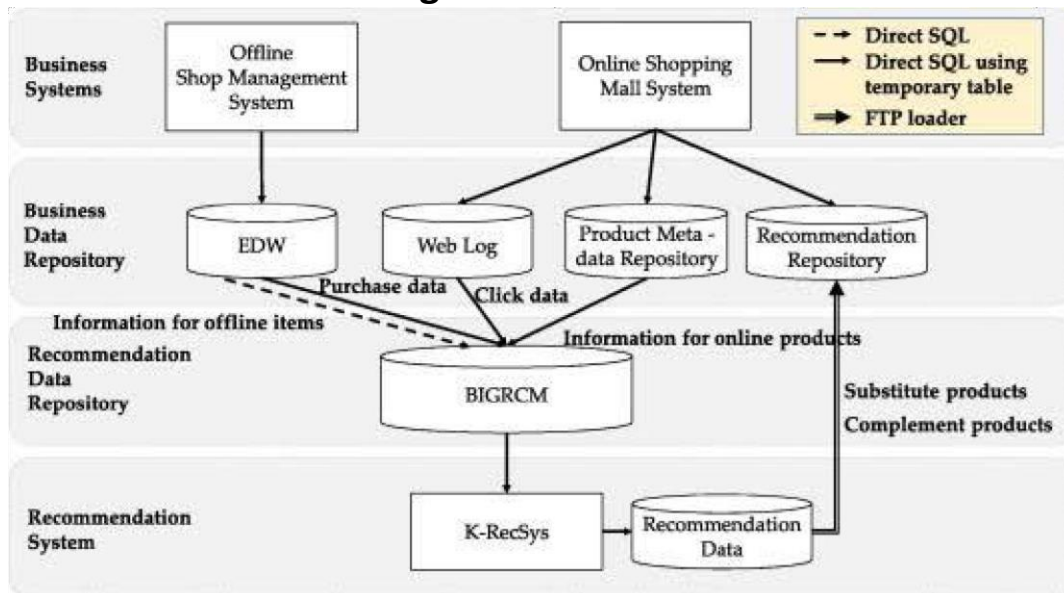 Business
Systems
Offline
Shop Management
System
Online Shopping
Mall System
Direct SQL
Direct SQL using
temporary table
FTP loader
Business
Data
Repository
EDW
Web Log
Product Meta -
data Repository
Recommendation
Repository
Purchase data
Click data
Information for offline items
Information for online products
Recommendation
Data
Repository
BIGRCM
Substitute products
Complement products
Recommendation
System
K-RecSys
Recommendation
Data